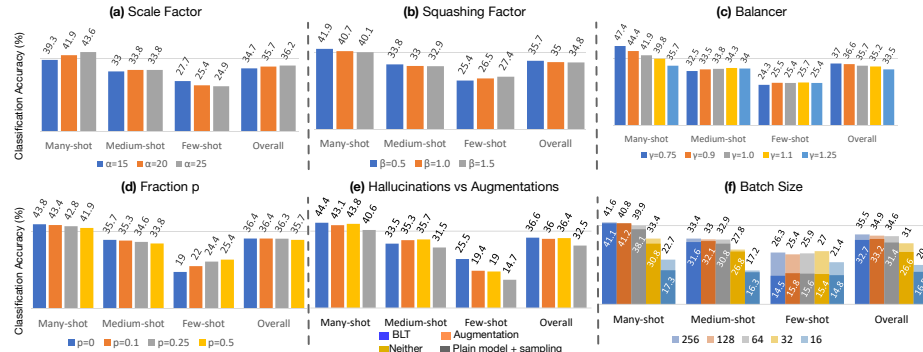 (a) Scale Factor
Classification Accuracy (%)
39.3 41.9 43.6
33 33.8 33.8
27.7 25.4 24.9
34.7 35.7 36.2
Many-shot Medium-shot Few-shot Overall
α=15 α=20 α=25
(b) Squashing Factor
41.9 40.7 40.1
33.8 33 32.9
25.4 26.5 27.4
35.7 35 34.8
Many-shot Medium-shot Few-shot Overall
β=0.5 β=1.0 β=1.5
(c) Balancer
47.4 44.4 41.9 39.8 35.7
32.5 33.5 33.8 34.3 34
24.3 25.5 25.4 25.7 25.4
37 36.6 35.7 35.2 33.5
Many-shot Medium-shot Few-shot Overall
γ=0.75 γ=0.9 γ=1.0 γ=1.1 γ=1.25
(d) Fraction p
Classification Accuracy (%)
43.8 43.4 42.8 41.9
35.7 35.3 34.6 33.8
19 22 24.4 25.4
36.4 36.4 36.3 35.7
Many-shot Medium-shot Few-shot Overall
p=0 p=0.1 p=0.25 p=0.5
(e) Hallucinations vs Augmentations
44.4 43.1 43.8 40.6
33.5 35.3 35.7 31.5
25.5 19.4 19 14.7
36.6 36 36.4 32.5
Many-shot Medium-shot Few-shot Overall
BLT Augmentation
Neither Plain model + sampling
(f) Batch Size
41.6 40.8 39.9 33.4 22.7
41.1 41.2 38.1 30.8 17.3
33.4 33 32.9 27.8 17.2
31.6 32.1 30.8 26.8 16.3
26.3 25.4 25.9 27 21.4
14.5 15.8 15.6 15.4 14.8
35.5 34.9 34.6 31 20
32.7 33.2 31.4 26.6
Many-shot Medium-shot Few-shot Overall
256 128 64 32 16